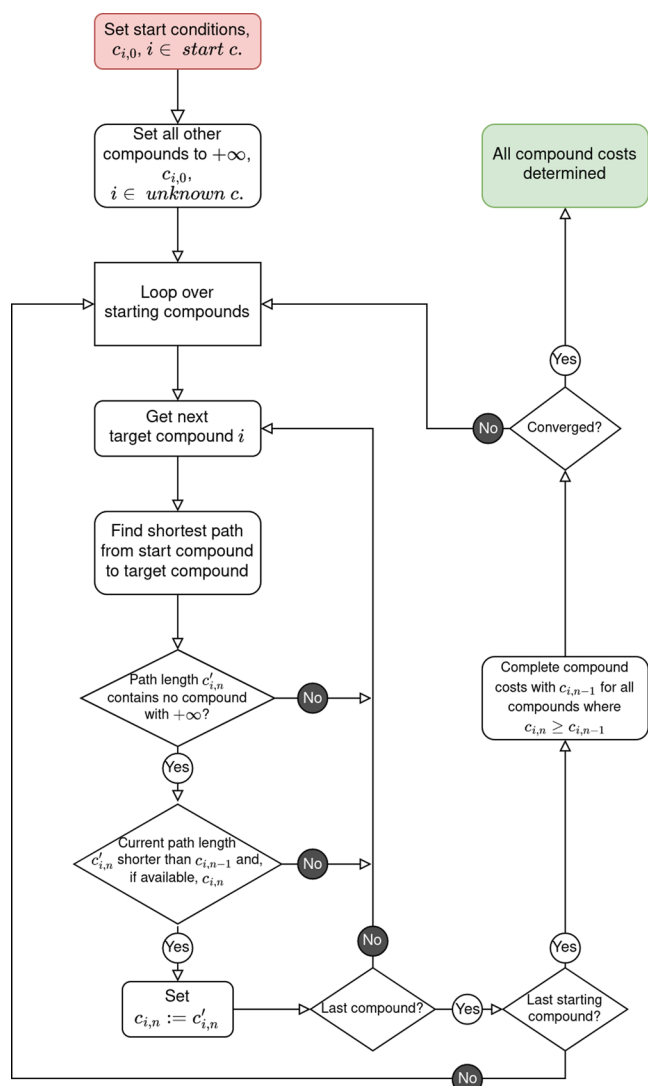 Set start conditions,
c_{i,0}, i ∈ start c.
Set all other
compounds to +∞,
c_{i,0},
i ∈ unknown c.
All compound costs
determined
Loop over
starting compounds
Yes
Get next
target compound i
No
Converged?
Find shortest path
from start compound
to target compound
Path length c'_{i,n}
contains no compound
with +∞?
No
Complete compound
costs with c_{i,n−1} for all
compounds where
c_{i,n} ≥ c_{i,n−1}
Yes
Current path length
c'_{i,n} shorter than c_{i,n−1} and,
if available, c_{i,n}
No
Yes
No
Yes
Set
c_{i,n} := c'_{i,n}
Last compound?
Yes
Last starting
compound?
No